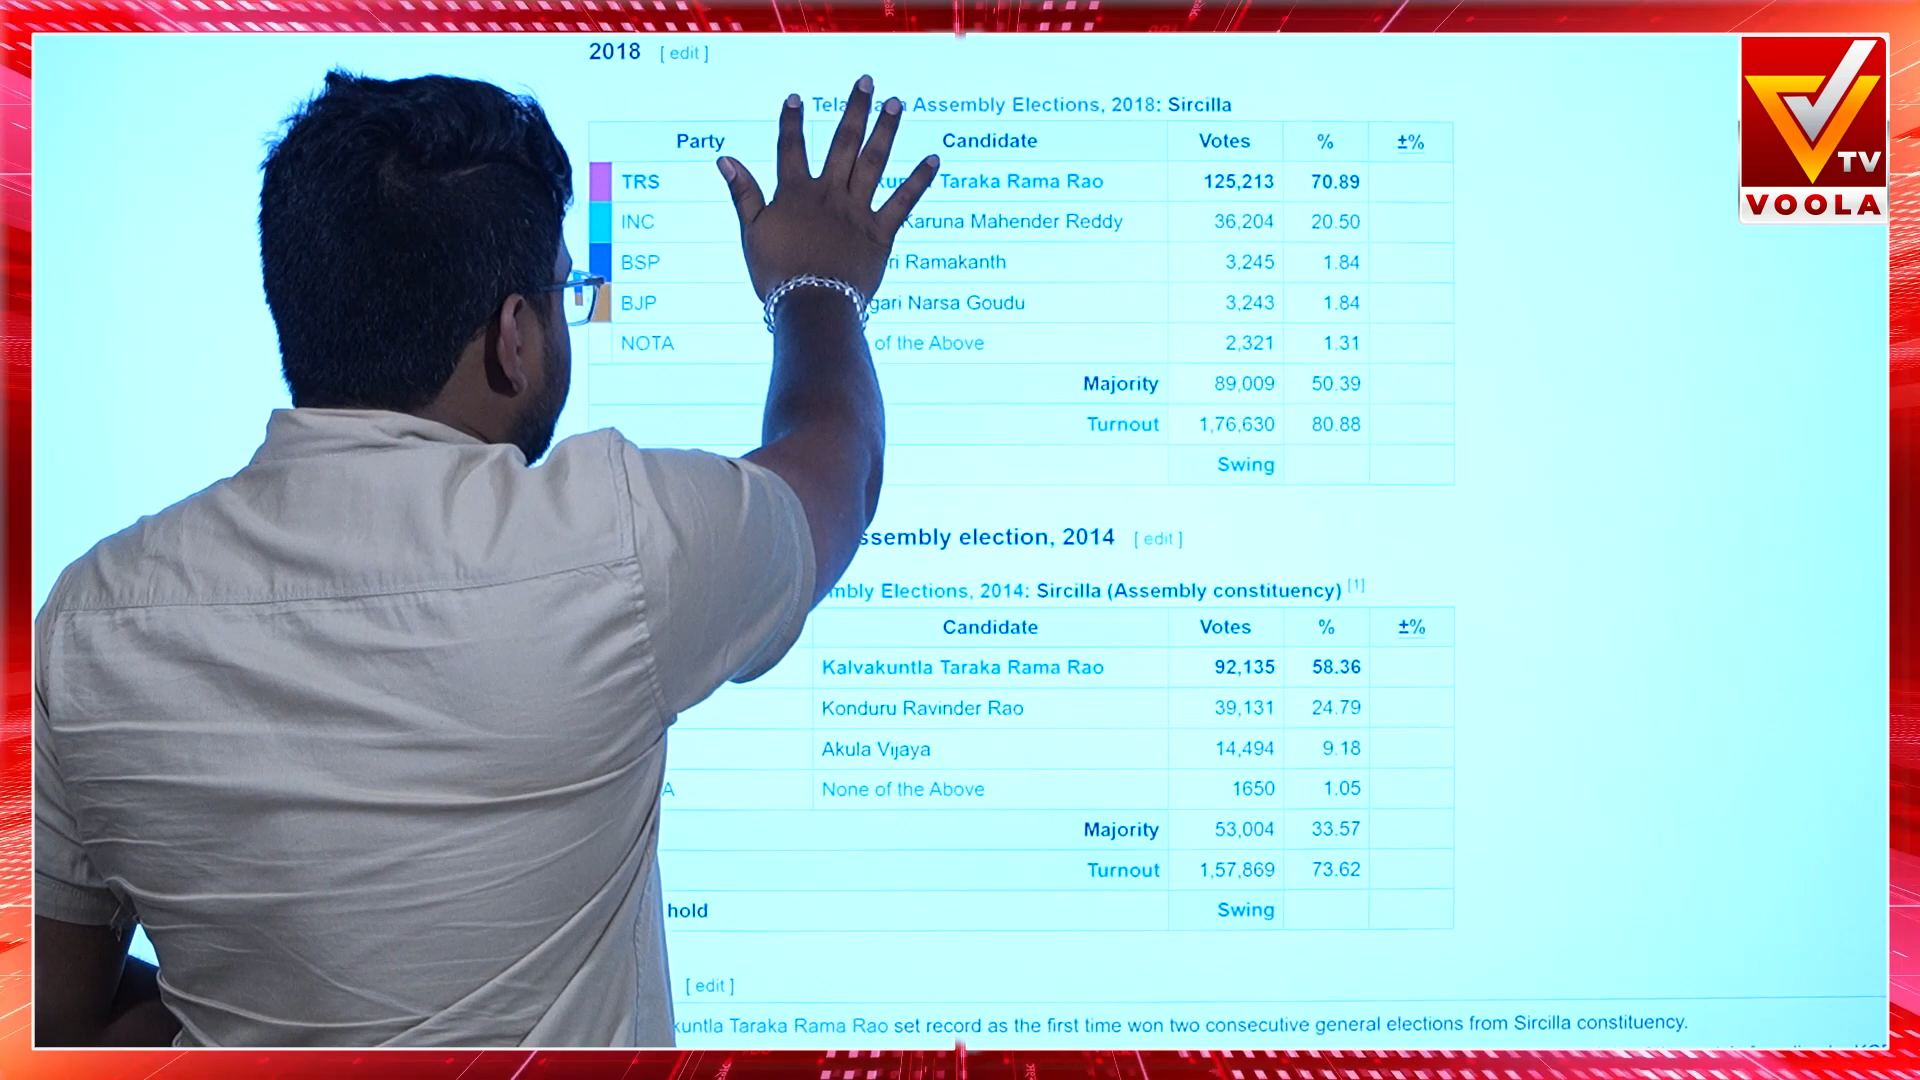 2018 [ edit ]
Assembly Elections, 2018: Sircilla
Party Candidate Votes % ±%
TRS Taraka Rama Rao 125,213 70.89
INC Karuna Mahender Reddy 36,204 20.50
BSP Ramakanth 3,245 1.84
BJP Narsa Goudu 3,243 1.84
NOTA of the Above 2,321 1.31
Majority 89,009 50.39
Turnout 1,76,630 80.88
Swing
election, 2014 [ edit ]
Elections, 2014: Sircilla (Assembly constituency) [1]
Candidate Votes % ±%
Kalvakuntla Taraka Rama Rao 92,135 58.36
Konduru Ravinder Rao 39,131 24.79
Akula Vijaya 14,494 9.18
None of the Above 1650 1.05
Majority 53,004 33.57
Turnout 1,57,869 73.62
hold Swing
[ edit ]
Taraka Rama Rao set record as the first time won two consecutive general elections from Sircilla constituency.
TV
VOOLA